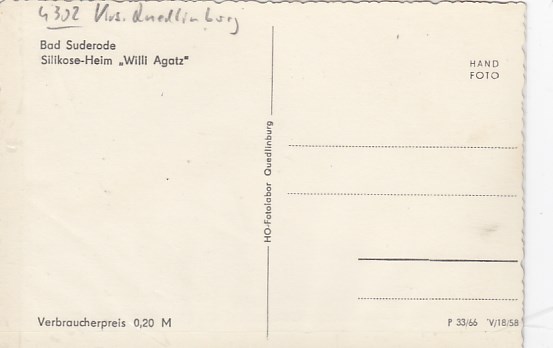 4302 Krs. Quedlinburg
Bad Suderode
Silikose-Heim „Willi Agatz"
HAND
FOTO
HO-Fotolabor Quedlinburg
Verbraucherpreis 0,20 M
P 33/66 V/18/58